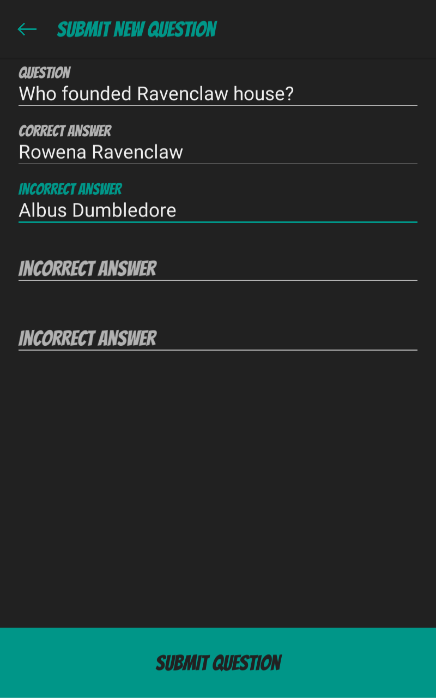 SUBMIT NEW QUESTION
QUESTION
Who founded Ravenclaw house?
CORRECT ANSWER
Rowena Ravenclaw
INCORRECT ANSWER
Albus Dumbledore
INCORRECT ANSWER
INCORRECT ANSWER
SUBMIT QUESTION